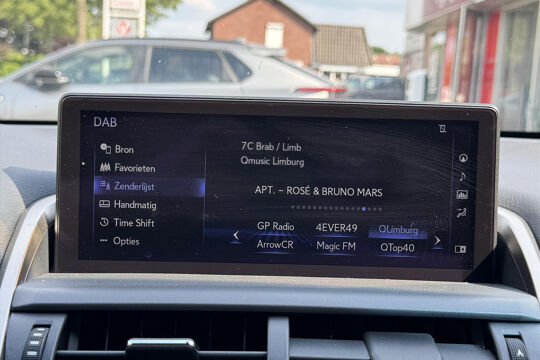 DAB
Bron
Favorieten
Zenderlijst
Handmatig
Time Shift
Opties
7C Brab / Limb
Qmusic Limburg
APT. – ROSÉ & BRUNO MARS
GP Radio 4EVER49 QLimburg
ArrowCR Magic FM QTop40